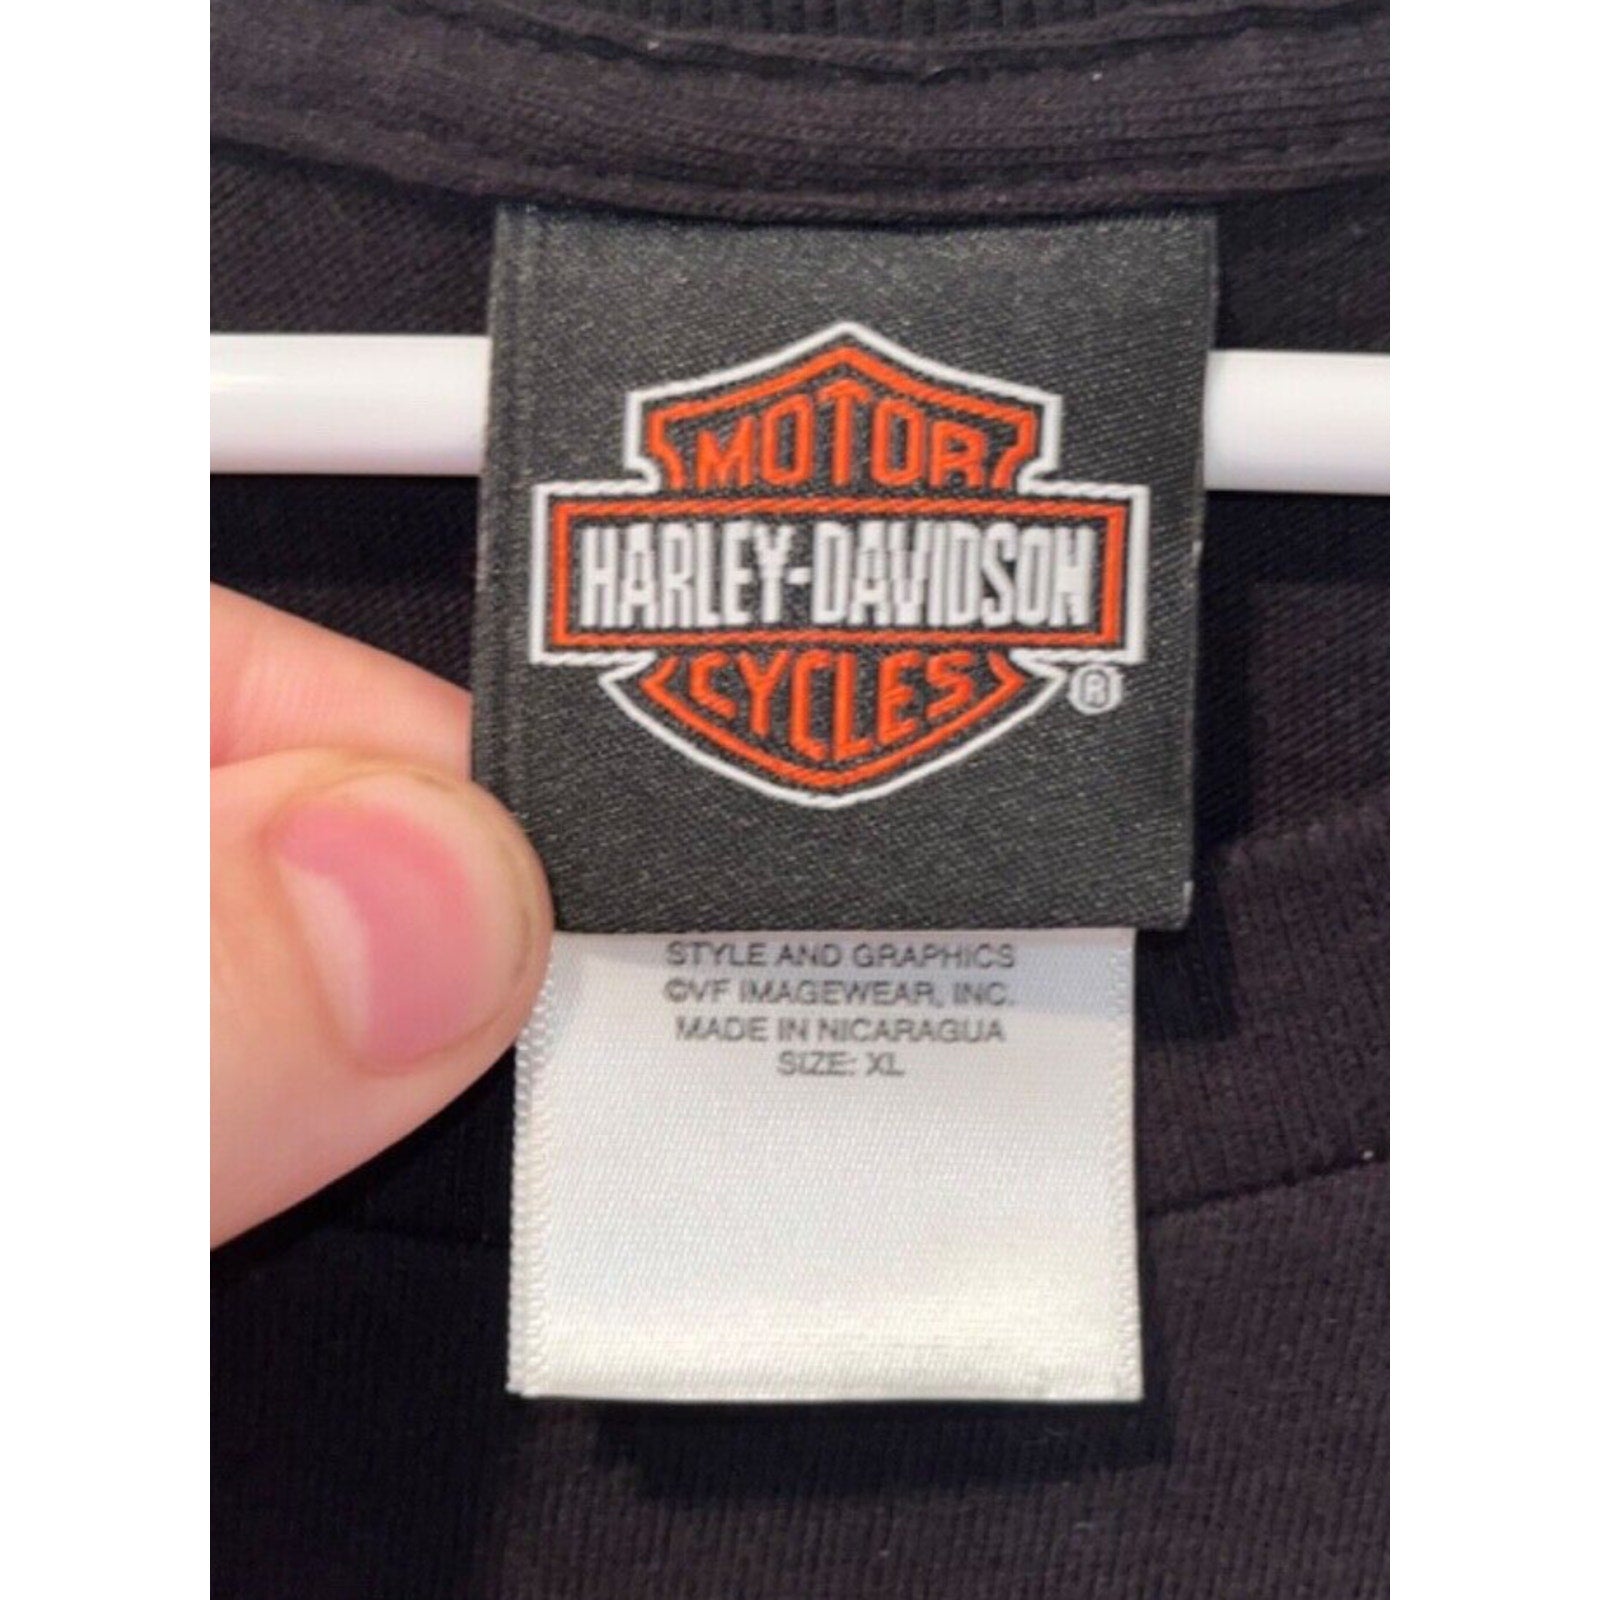 MOTOR
HARLEY-DAVIDSON
CYCLES
®
STYLE AND GRAPHICS
©VF IMAGEWEAR, INC.
MADE IN NICARAGUA
SIZE: XL